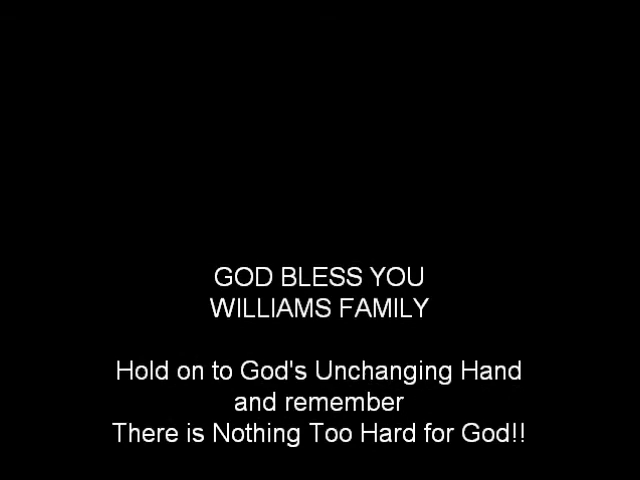 GOD BLESS YOU
WILLIAMS FAMILY
Hold on to God's Unchanging Hand
and remember
There is Nothing Too Hard for God!!